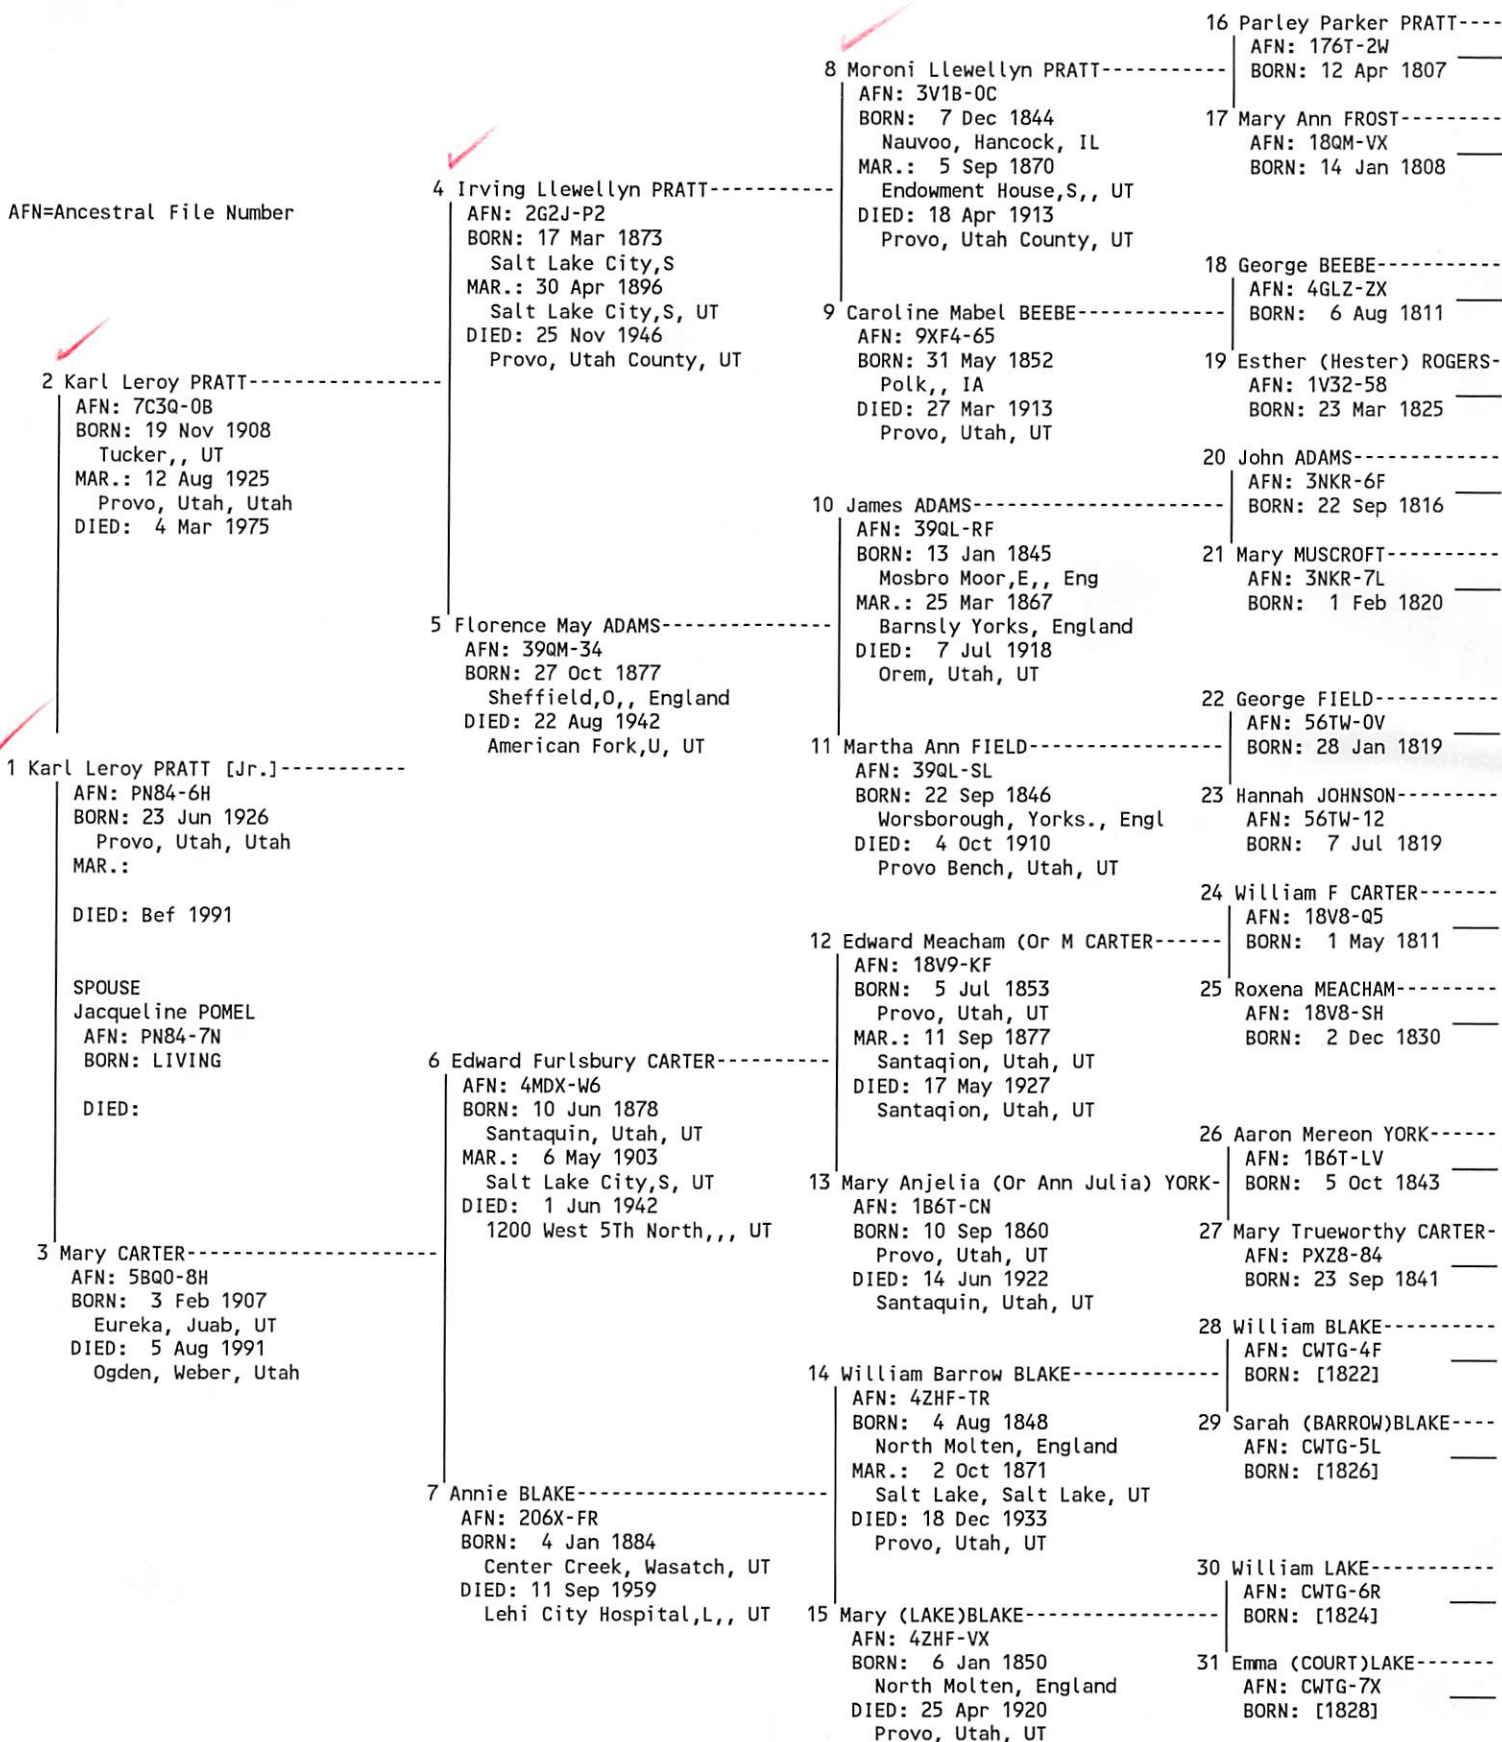 AFN=Ancestral File Number
1 Karl Leroy PRATT [Jr.]-----------
AFN: PN84-6H
BORN: 23 Jun 1926
Provo, Utah, Utah
MAR.:
DIED: Bef 1991
SPOUSE
Jacqueline POMEL
AFN: PN84-7N
BORN: LIVING
DIED:
2 Karl Leroy PRATT----------------
AFN: 7C3Q-0B
BORN: 19 Nov 1908
Tucker,, UT
MAR.: 12 Aug 1925
Provo, Utah, Utah
DIED: 4 Mar 1975
3 Mary CARTER---------------------
AFN: 5BQ0-8H
BORN: 3 Feb 1907
Eureka, Juab, UT
DIED: 5 Aug 1991
Ogden, Weber, Utah
4 Irving Llewellyn PRATT----------
AFN: 2G2J-P2
BORN: 17 Mar 1873
Salt Lake City,S
MAR.: 30 Apr 1896
Salt Lake City,S, UT
DIED: 25 Nov 1946
Provo, Utah County, UT
5 Florence May ADAMS--------------
AFN: 39QM-34
BORN: 27 Oct 1877
Sheffield,O,, England
DIED: 22 Aug 1942
American Fork,U, UT
6 Edward Furlsbury CARTER---------
AFN: 4MDX-W6
BORN: 10 Jun 1878
Santaquin, Utah, UT
MAR.: 6 May 1903
Salt Lake City,S, UT
DIED: 1 Jun 1942
1200 West 5Th North,,, UT
7 Annie BLAKE---------------------
AFN: 206X-FR
BORN: 4 Jan 1884
Center Creek, Wasatch, UT
DIED: 11 Sep 1959
Lehi City Hospital,L,, UT
8 Moroni Llewellyn PRATT-----------
AFN: 3V1B-0C
BORN: 7 Dec 1844
Nauvoo, Hancock, IL
MAR.: 5 Sep 1870
Endowment House,S,, UT
DIED: 18 Apr 1913
Provo, Utah County, UT
9 Caroline Mabel BEEBE-------------
AFN: 9XF4-65
BORN: 31 May 1852
Polk,, IA
DIED: 27 Mar 1913
Provo, Utah, UT
10 James ADAMS----------------------
AFN: 39QL-RF
BORN: 13 Jan 1845
Mosbro Moor,E,, Eng
MAR.: 25 Mar 1867
Barnsly Yorks, England
DIED: 7 Jul 1918
Orem, Utah, UT
11 Martha Ann FIELD-----------------
AFN: 39QL-SL
BORN: 22 Sep 1846
Worsborough, Yorks., Engl
DIED: 4 Oct 1910
Provo Bench, Utah, UT
12 Edward Meacham (Or M CARTER------
AFN: 18V9-KF
BORN: 5 Jul 1853
Provo, Utah, UT
MAR.: 11 Sep 1877
Santaqion, Utah, UT
DIED: 17 May 1927
Santaqion, Utah, UT
13 Mary Anjelia (Or Ann Julia) YORK-
AFN: 1B6T-CN
BORN: 10 Sep 1860
Provo, Utah, UT
DIED: 14 Jun 1922
Santaquin, Utah, UT
14 William Barrow BLAKE-------------
AFN: 4ZHF-TR
BORN: 4 Aug 1848
North Molten, England
MAR.: 2 Oct 1871
Salt Lake, Salt Lake, UT
DIED: 18 Dec 1933
Provo, Utah, UT
15 Mary (LAKE)BLAKE-----------------
AFN: 4ZHF-VX
BORN: 6 Jan 1850
North Molten, England
DIED: 25 Apr 1920
Provo, Utah, UT
16 Parley Parker PRATT----
AFN: 176T-2W
BORN: 12 Apr 1807
17 Mary Ann FROST---------
AFN: 18QM-VX
BORN: 14 Jan 1808
18 George BEEBE-----------
AFN: 4GLZ-ZX
BORN: 6 Aug 1811
19 Esther (Hester) ROGERS-
AFN: 1V32-58
BORN: 23 Mar 1825
20 John ADAMS-------------
AFN: 3NKR-6F
BORN: 22 Sep 1816
21 Mary MUSCROFT----------
AFN: 3NKR-7L
BORN: 1 Feb 1820
22 George FIELD-----------
AFN: 56TW-0V
BORN: 28 Jan 1819
23 Hannah JOHNSON---------
AFN: 56TW-12
BORN: 7 Jul 1819
24 William F CARTER-------
AFN: 18V8-Q5
BORN: 1 May 1811
25 Roxena MEACHAM---------
AFN: 18V8-SH
BORN: 2 Dec 1830
26 Aaron Mereon YORK------
AFN: 1B6T-LV
BORN: 5 Oct 1843
27 Mary Trueworthy CARTER-
AFN: PXZ8-84
BORN: 23 Sep 1841
28 William BLAKE----------
AFN: CWTG-4F
BORN: [1822]
29 Sarah (BARROW)BLAKE----
AFN: CWTG-5L
BORN: [1826]
30 William LAKE-----------
AFN: CWTG-6R
BORN: [1824]
31 Emma (COURT)LAKE-------
AFN: CWTG-7X
BORN: [1828]